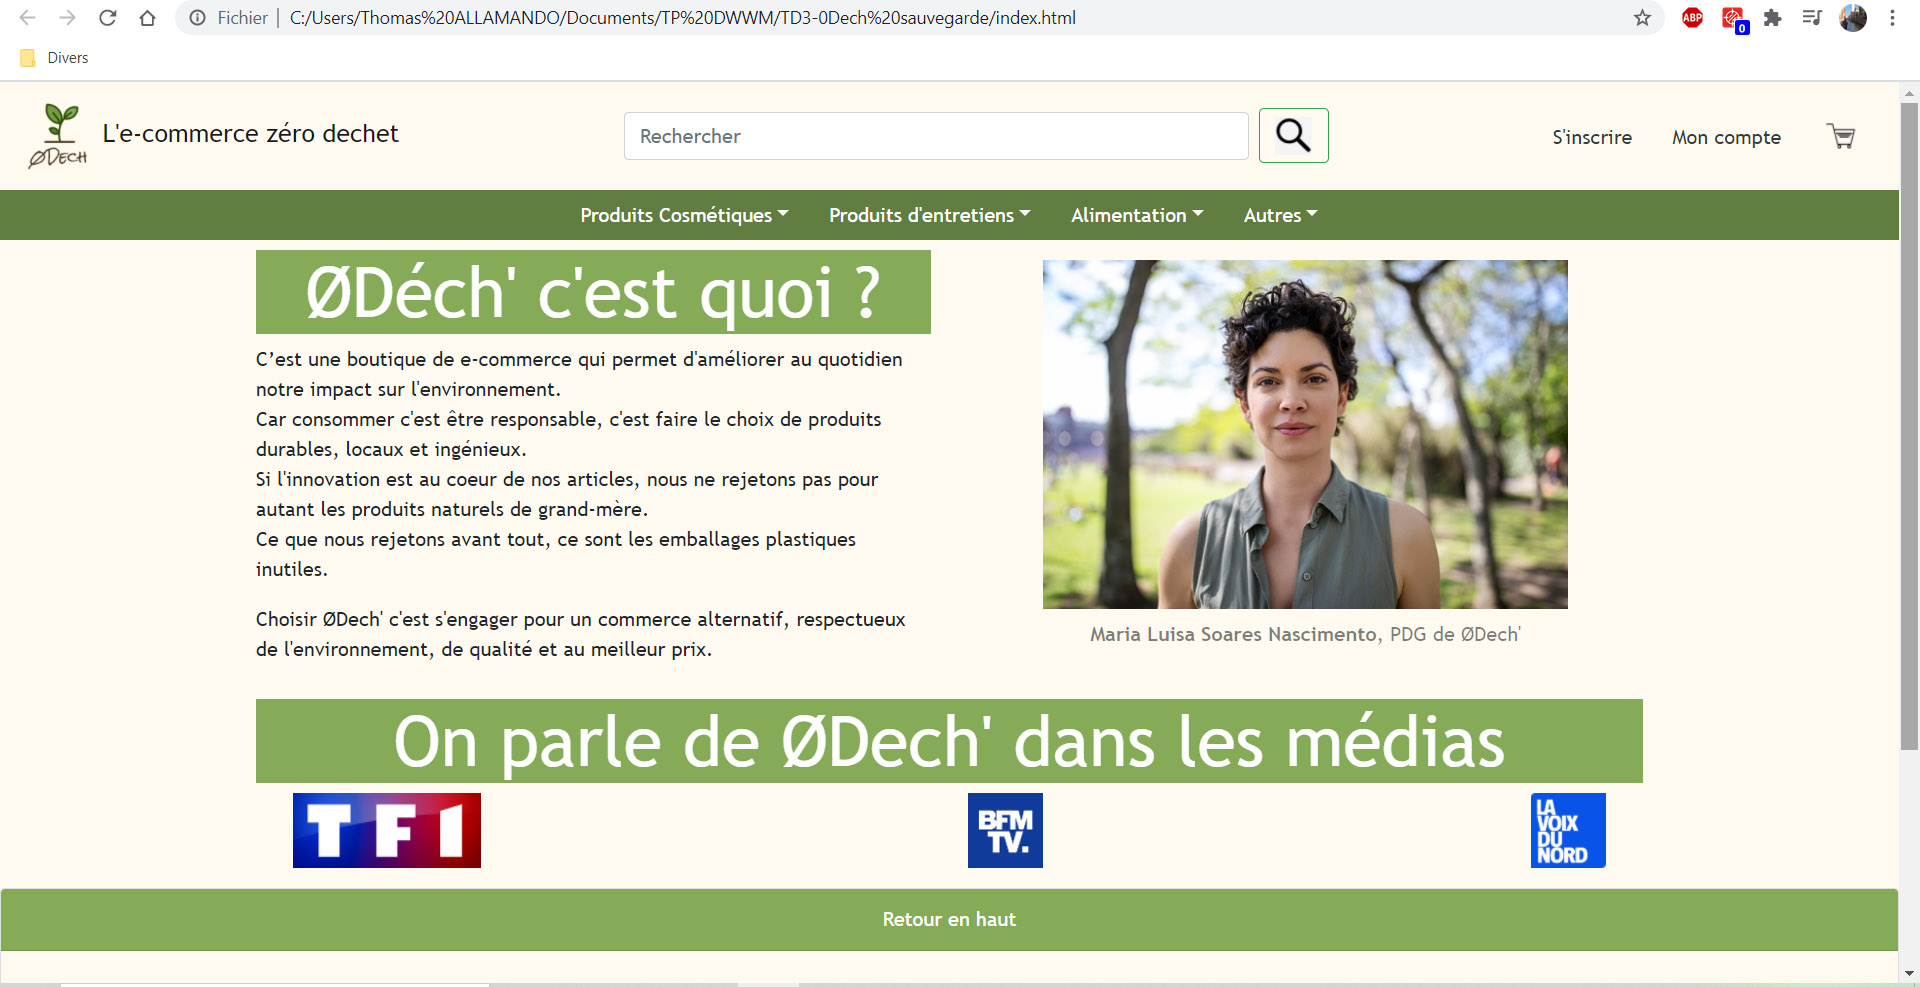 Fichier | C:/Users/Thomas%20ALLAMANDO/Documents/TP%20DWWM/TD3-0Dech%20sauvegarde/index.html
ABP
0
Divers
ØDECH
L'e-commerce zéro dechet
Rechercher
S'inscrire
Mon compte
Produits Cosmétiques
Produits d'entretiens
Alimentation
Autres
ØDéch' c'est quoi ?
C’est une boutique de e-commerce qui permet d'améliorer au quotidien
notre impact sur l'environnement.
Car consommer c'est être responsable, c'est faire le choix de produits
durables, locaux et ingénieux.
Si l'innovation est au coeur de nos articles, nous ne rejetons pas pour
autant les produits naturels de grand-mère.
Ce que nous rejetons avant tout, ce sont les emballages plastiques
inutiles.
Choisir ØDech' c'est s'engager pour un commerce alternatif, respectueux
de l'environnement, de qualité et au meilleur prix.
Maria Luisa Soares Nascimento, PDG de ØDech'
On parle de ØDech' dans les médias
TF1
BFM
TV.
LA
VOIX
DU
NORD
Retour en haut